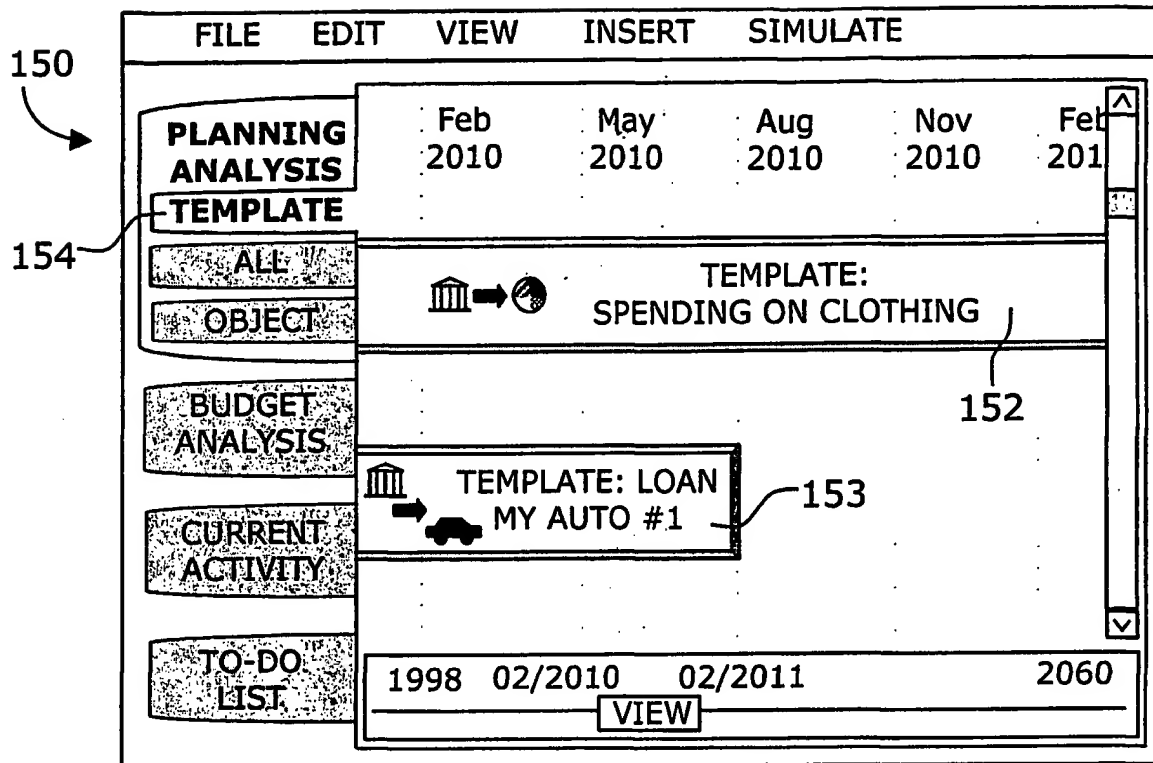 FILE EDIT VIEW INSERT SIMULATE
150
PLANNING
ANALYSIS
TEMPLATE
154
ALL
OBJECT
BUDGET
ANALYSIS
CURRENT
ACTIVITY
TO-DO
LIST
Feb May Aug Nov Feb
2010 2010 2010 2010 201
TEMPLATE:
SPENDING ON CLOTHING
152
TEMPLATE: LOAN
MY AUTO #1
153
1998 02/2010 02/2011 2060
VIEW